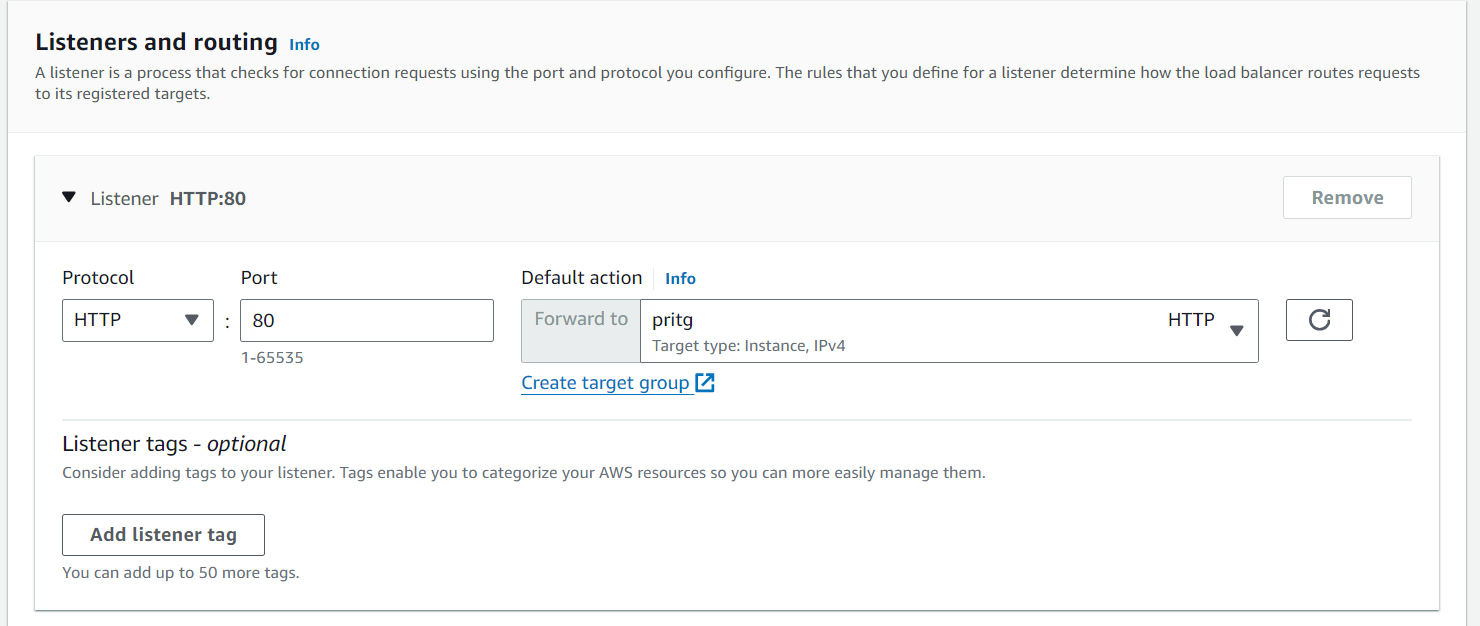 Listeners and routing Info
A listener is a process that checks for connection requests using the port and protocol you configure. The rules that you define for a listener determine how the load balancer routes requests
to its registered targets.
Listener HTTP:80
Remove
Protocol Port Default action Info
HTTP : 80 Forward to pritg HTTP
Target type: Instance, IPv4
1-65535
Create target group
Listener tags - optional
Consider adding tags to your listener. Tags enable you to categorize your AWS resources so you can more easily manage them.
Add listener tag
You can add up to 50 more tags.